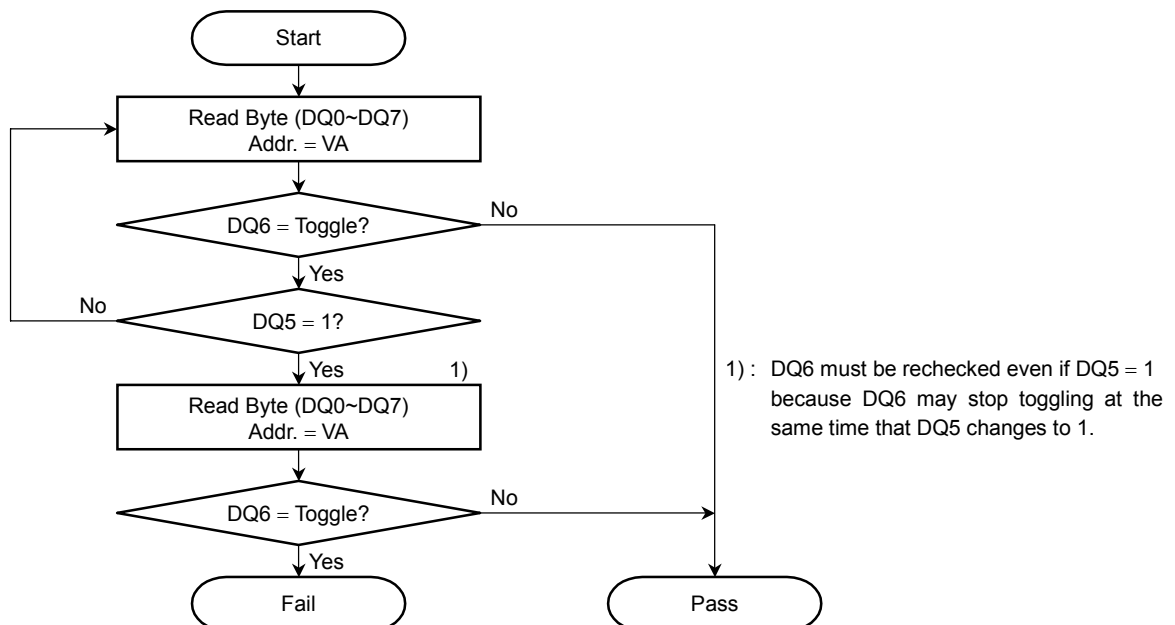 Start
Read Byte (DQ0~DQ7)
Addr. = VA
DQ6 = Toggle?
No
Yes
No
DQ5 = 1?
Yes
1)
Read Byte (DQ0~DQ7)
Addr. = VA
1) : DQ6 must be rechecked even if DQ5 = 1
because DQ6 may stop toggling at the
same time that DQ5 changes to 1.
DQ6 = Toggle?
No
Yes
Fail
Pass